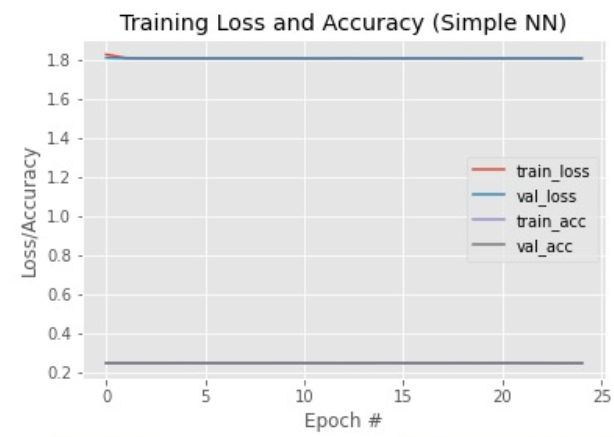 Training Loss and Accuracy (Simple NN)
Loss/Accuracy
1.8
1.6
1.4
1.2
1.0
0.8
0.6
0.4
0.2
train_loss
val_loss
train_acc
val_acc
0 5 10 15 20 25
Epoch #